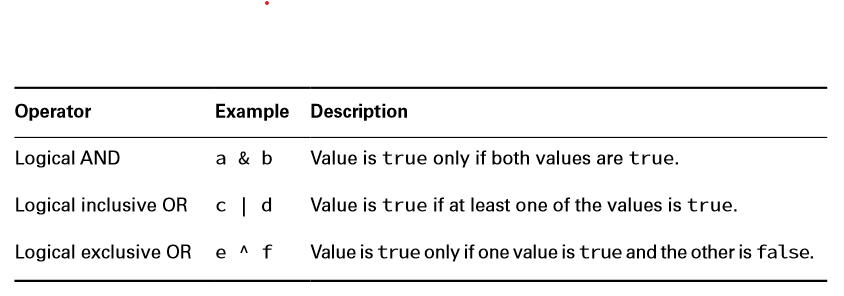 Operator Example Description
Logical AND a & b Value is true only if both values are true.
Logical inclusive OR c | d Value is true if at least one of the values is true.
Logical exclusive OR e ^ f Value is true only if one value is true and the other is false.